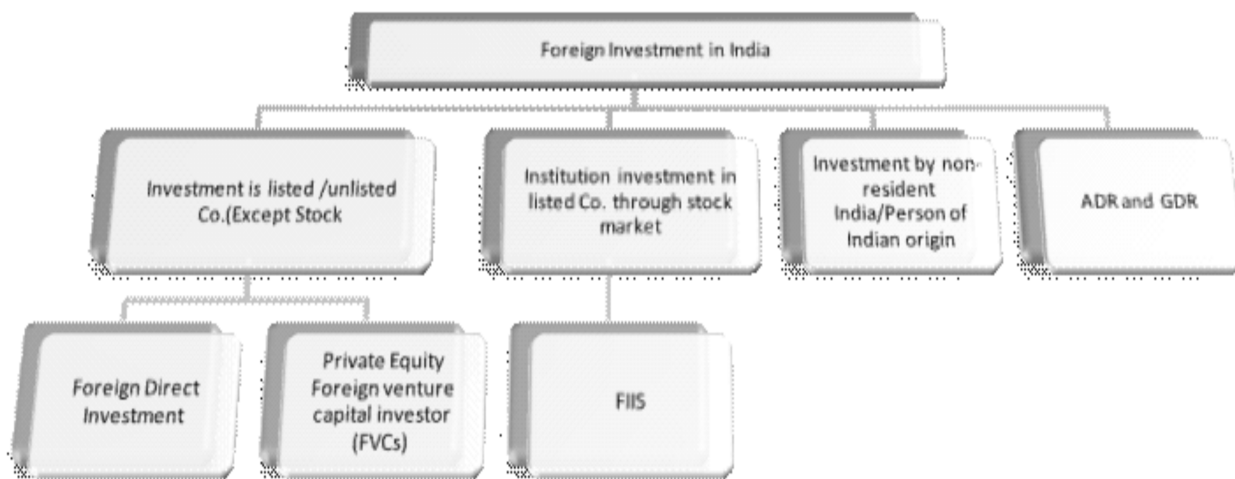 Foreign Investment in India
Investment is listed /unlisted
Co.(Except Stock
Institution investment in
listed Co. through stock
market
Investment by non-
resident
India/Person of
Indian origin
ADR and GDR
Foreign Direct
Investment
Private Equity
Foreign venture
capital investor
(FVCs)
FIIS